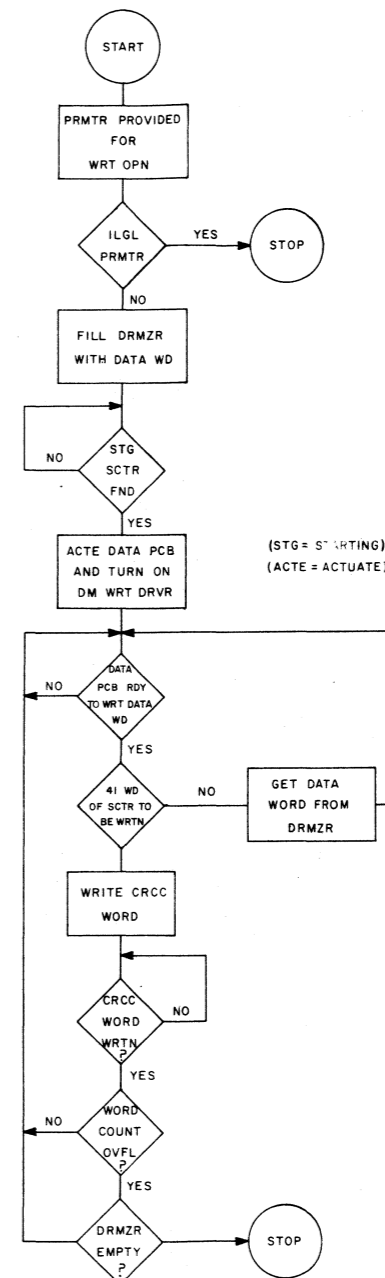 START
PRMTR PROVIDED
FOR
WRT OPN
ILGL
PRMTR
YES
STOP
NO
FILL DRMZR
WITH DATA WD
STG
SCTR
FND
NO
YES
ACTE DATA PCB
AND TURN ON
DM WRT DRVR
(STG = STARTING)
(ACTE = ACTUATE)
DATA
PCB RDY
TO WRT DATA
WD
NO
YES
41 WD
OF SCTR TO
BE WRTN
NO
GET DATA
WORD FROM
DRMZR
WRITE CRCC
WORD
CRCC
WORD
WRTN
?
NO
YES
WORD
COUNT
OVFL
?
NO
YES
DRMZR
EMPTY
?
STOP